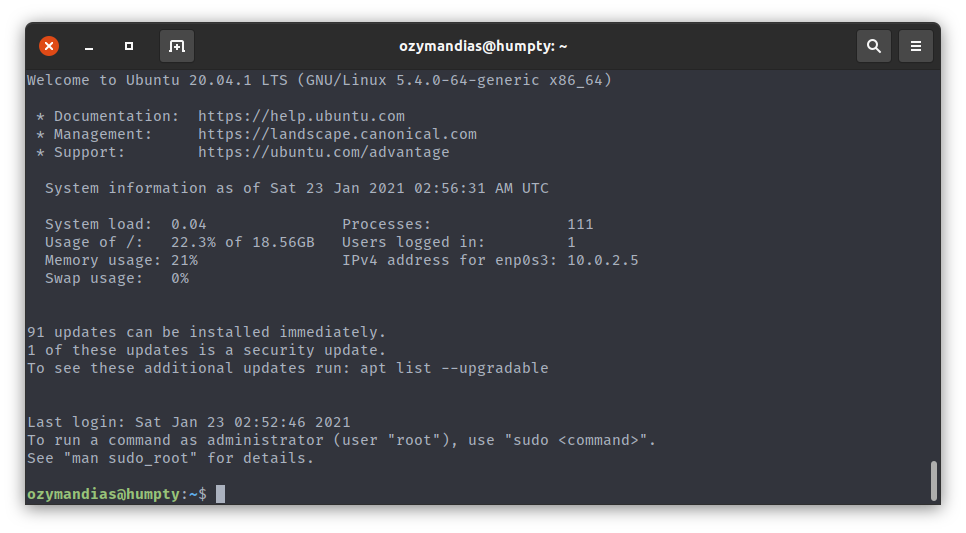 ozymandias@humpty: ~
Welcome to Ubuntu 20.04.1 LTS (GNU/Linux 5.4.0-64-generic x86_64)
* Documentation:  https://help.ubuntu.com
* Management:     https://landscape.canonical.com
* Support:        https://ubuntu.com/advantage
System information as of Sat 23 Jan 2021 02:56:31 AM UTC
System load:  0.04               Processes:               111
Usage of /:   22.3% of 18.56GB   Users logged in:         1
Memory usage: 21%                IPv4 address for enp0s3: 10.0.2.5
Swap usage:   0%
91 updates can be installed immediately.
1 of these updates is a security update.
To see these additional updates run: apt list --upgradable
Last login: Sat Jan 23 02:52:46 2021
To run a command as administrator (user "root"), use "sudo <command>".
See "man sudo_root" for details.
ozymandias@humpty:~$